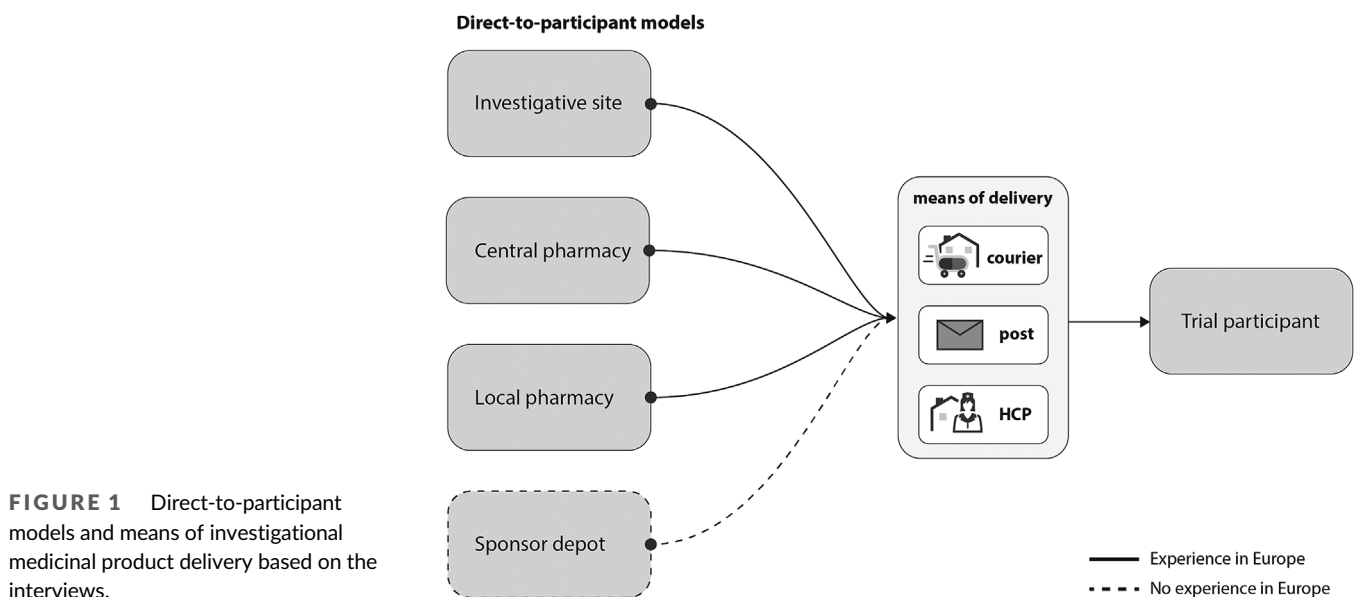 Direct-to-participant models
Investigative site
Central pharmacy
Local pharmacy
Sponsor depot
means of delivery
courier
post
HCP
Trial participant
Experience in Europe
No experience in Europe
FIGURE 1 Direct-to-participant
models and means of investigational
medicinal product delivery based on the
interviews.